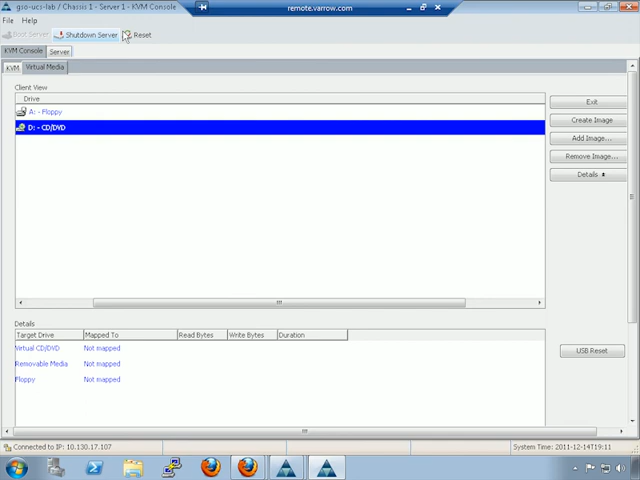 gso-ucs-lab / Chassis 1 - Server 1 - KVM Console
remote.varrow.com
File Help
Boot Server Shutdown Server Reset
KVM Console Server
KVM Virtual Media
Client View
Drive
A: - Floppy
D: - CD/DVD
Exit
Create Image
Add Image...
Remove Image...
Details
Details
Target Drive Mapped To Read Bytes Write Bytes Duration
Virtual CD/DVD Not mapped
Removable Media Not mapped
Floppy Not mapped
USB Reset
Connected to IP: 10.130.17.107 System Time: 2011-12-14T19:11